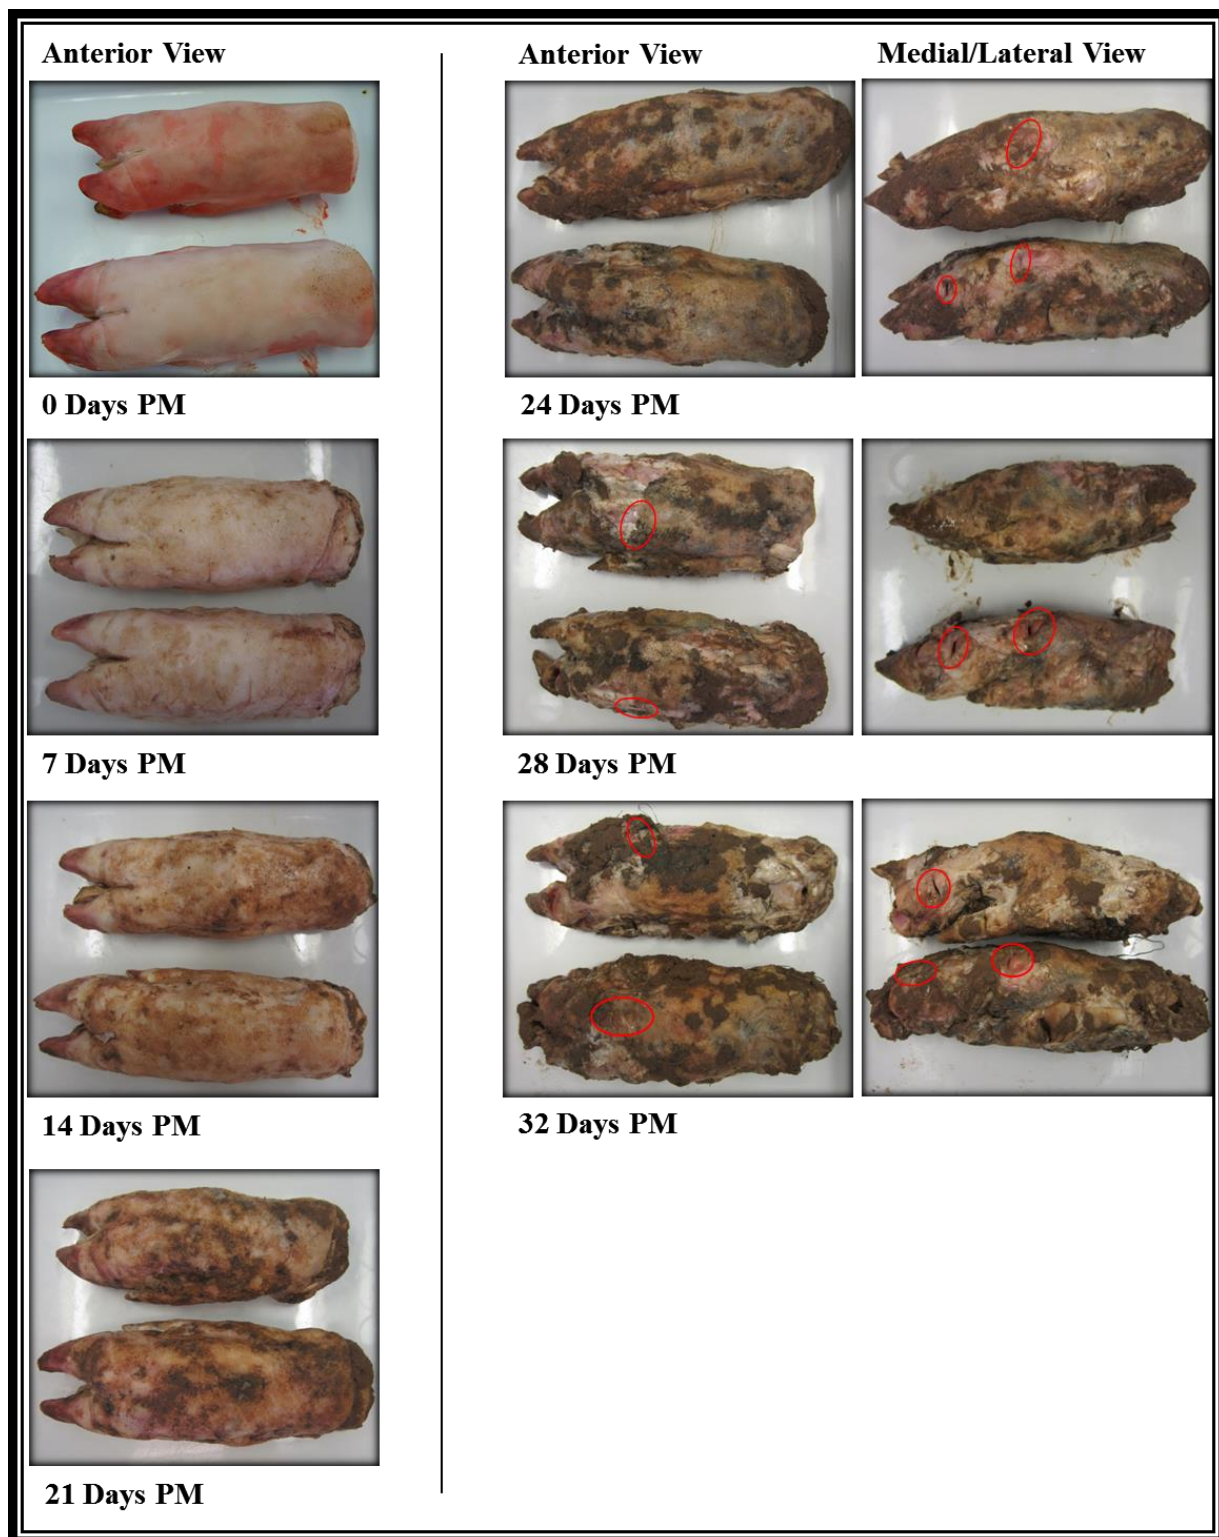 Anterior View
0 Days PM
7 Days PM
14 Days PM
21 Days PM
Anterior View
Medial/Lateral View
24 Days PM
28 Days PM
32 Days PM